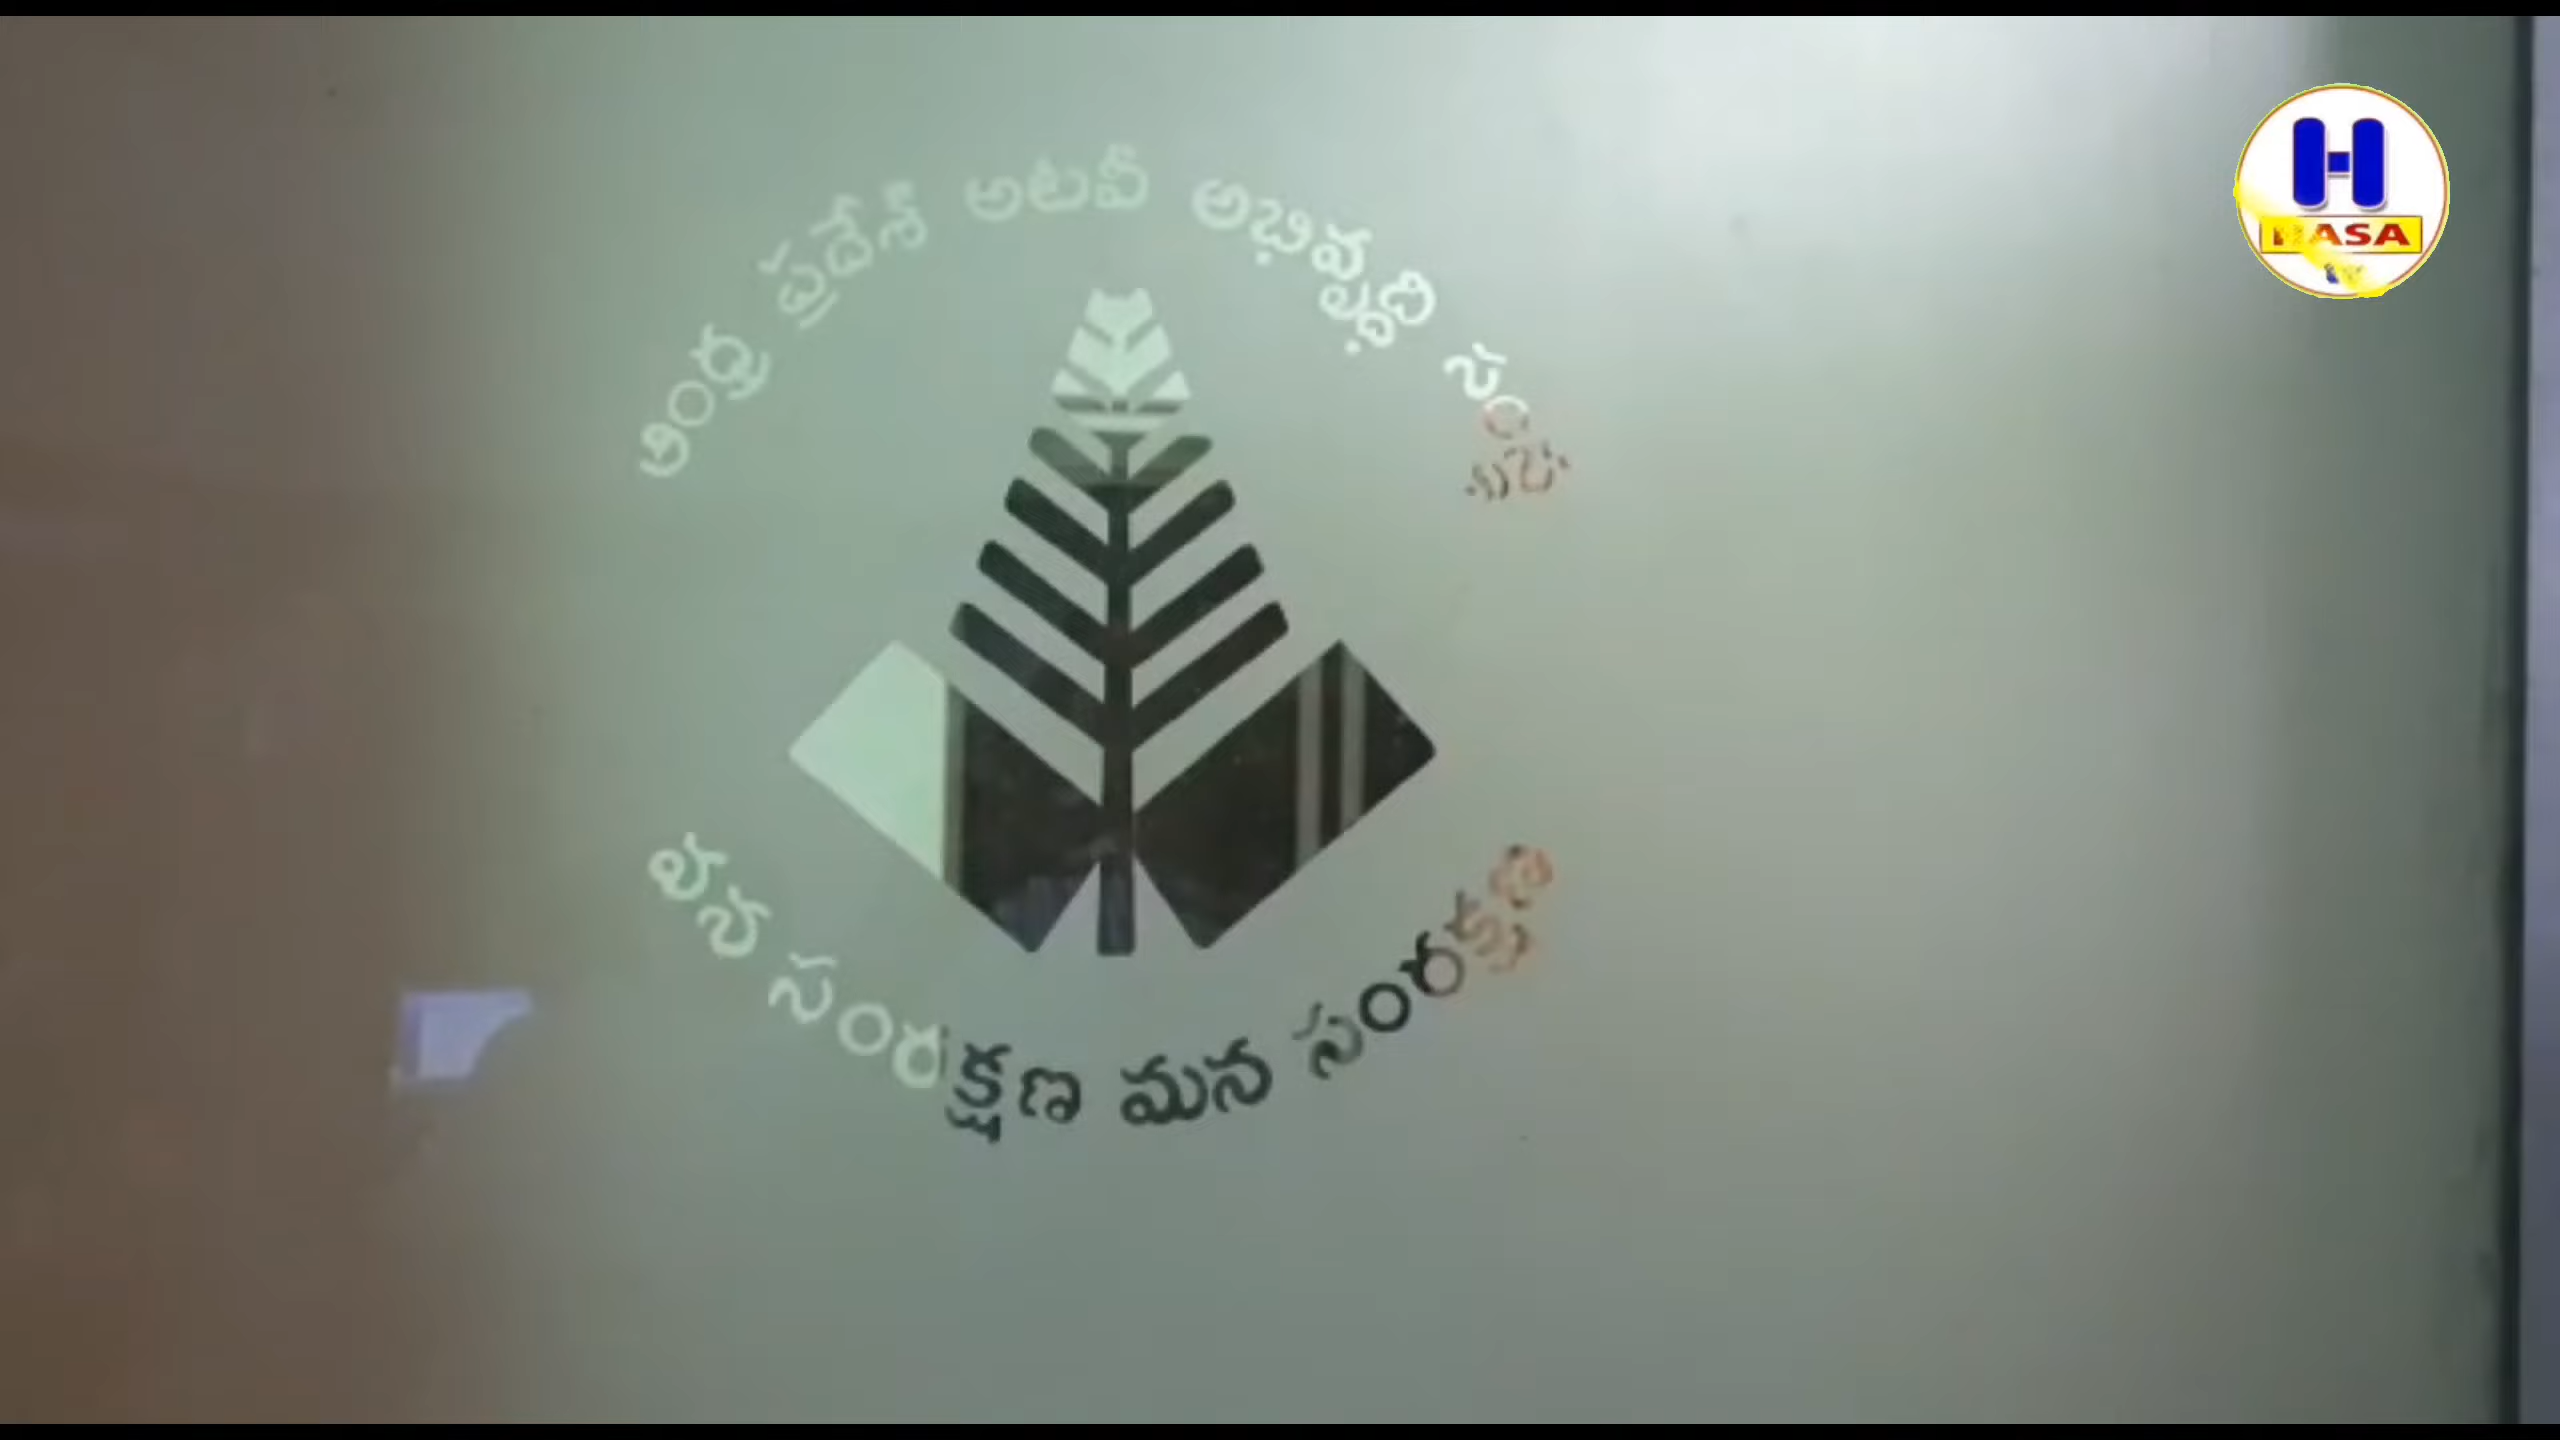 ఆంధ్ర ప్రదేశ్ అటవీ అభివృద్ధి సంస్థ
వన సంరక్షణ మన సంరక్షణ
H
HASA